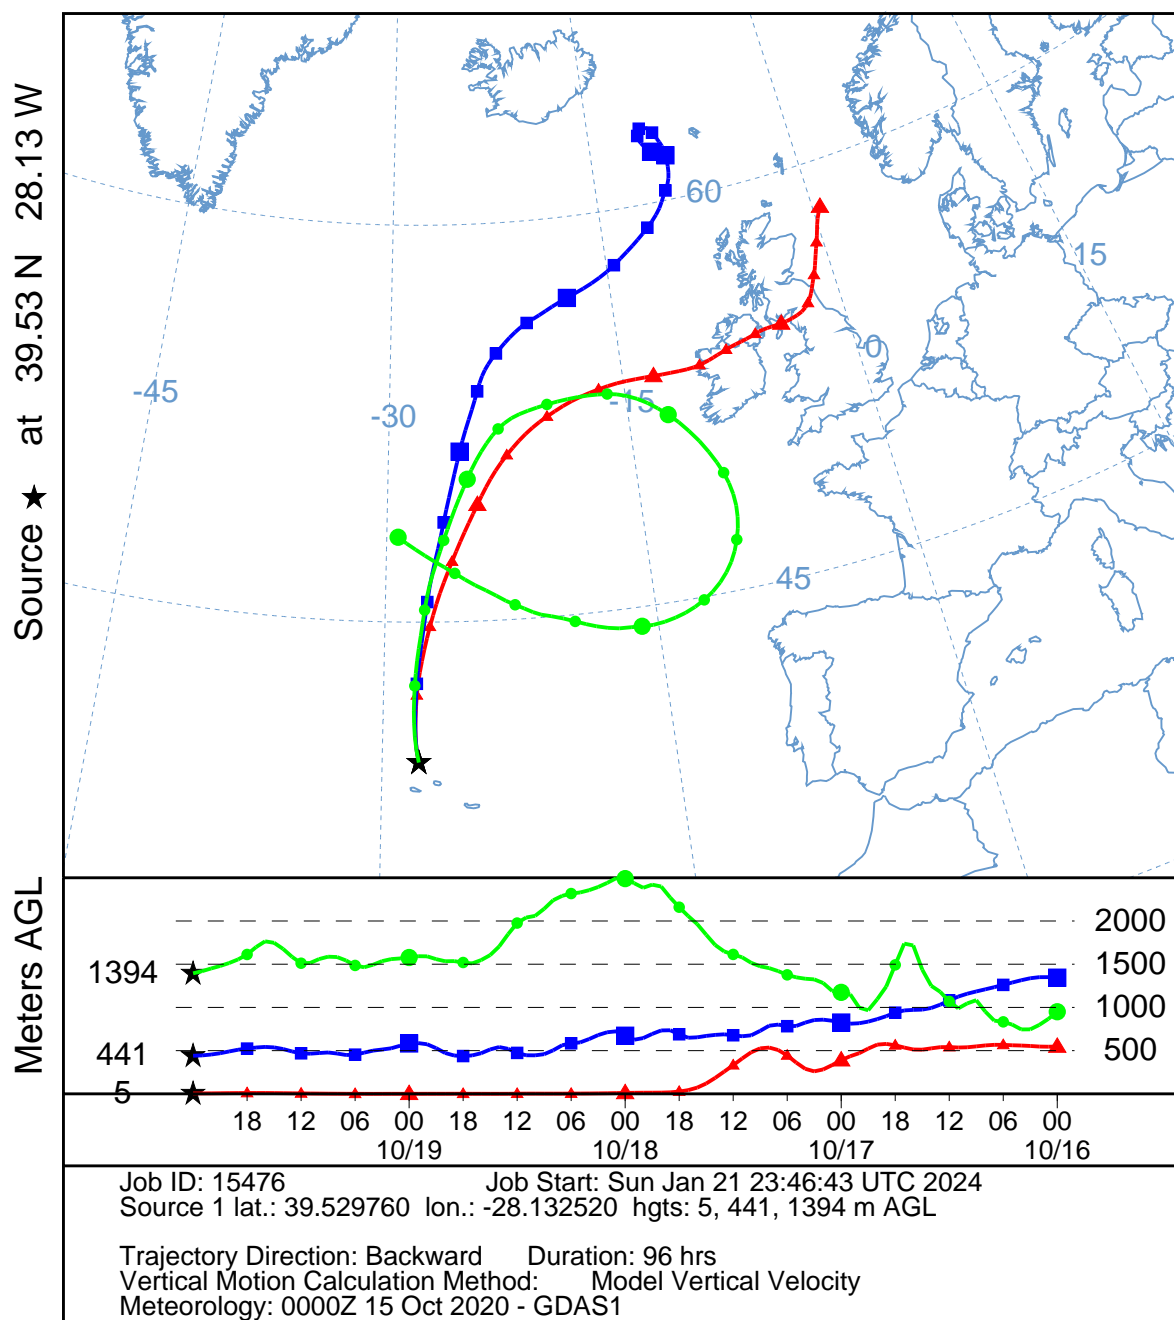 Source ★ at 39.53 N 28.13 W
60
15
-45
-30
-15
0
45
Meters AGL
2000
1394
1500
1000
441
500
5
18 12 06 00 18 12 06 00 18 12 06 00 18 12 06 00
10/19 10/18 10/17 10/16
Job ID: 15476 Job Start: Sun Jan 21 23:46:43 UTC 2024
Source 1 lat.: 39.529760 lon.: -28.132520 hgts: 5, 441, 1394 m AGL
Trajectory Direction: Backward Duration: 96 hrs
Vertical Motion Calculation Method: Model Vertical Velocity
Meteorology: 0000Z 15 Oct 2020 - GDAS1